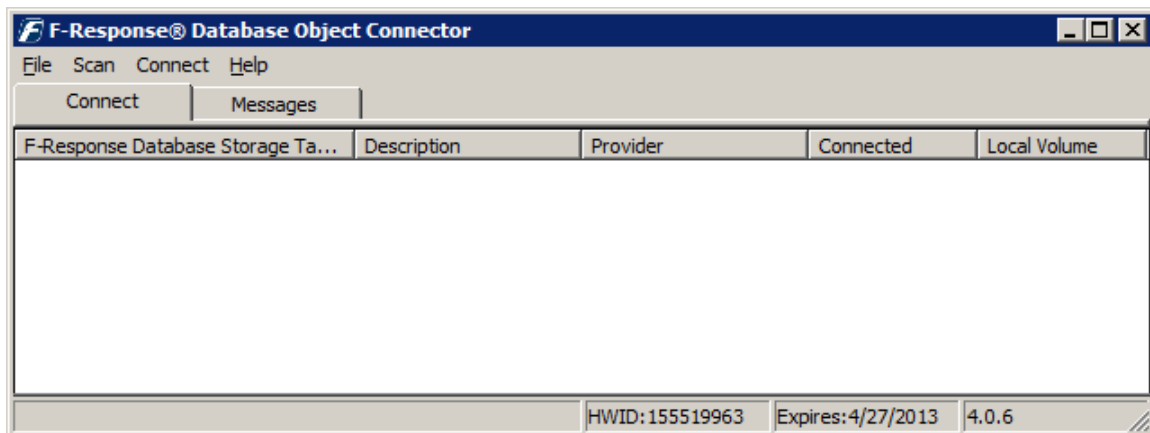 F-Response® Database Object Connector
File Scan Connect Help
Connect Messages
F-Response Database Storage Ta... Description Provider Connected Local Volume
HWID:155519963 Expires:4/27/2013 4.0.6